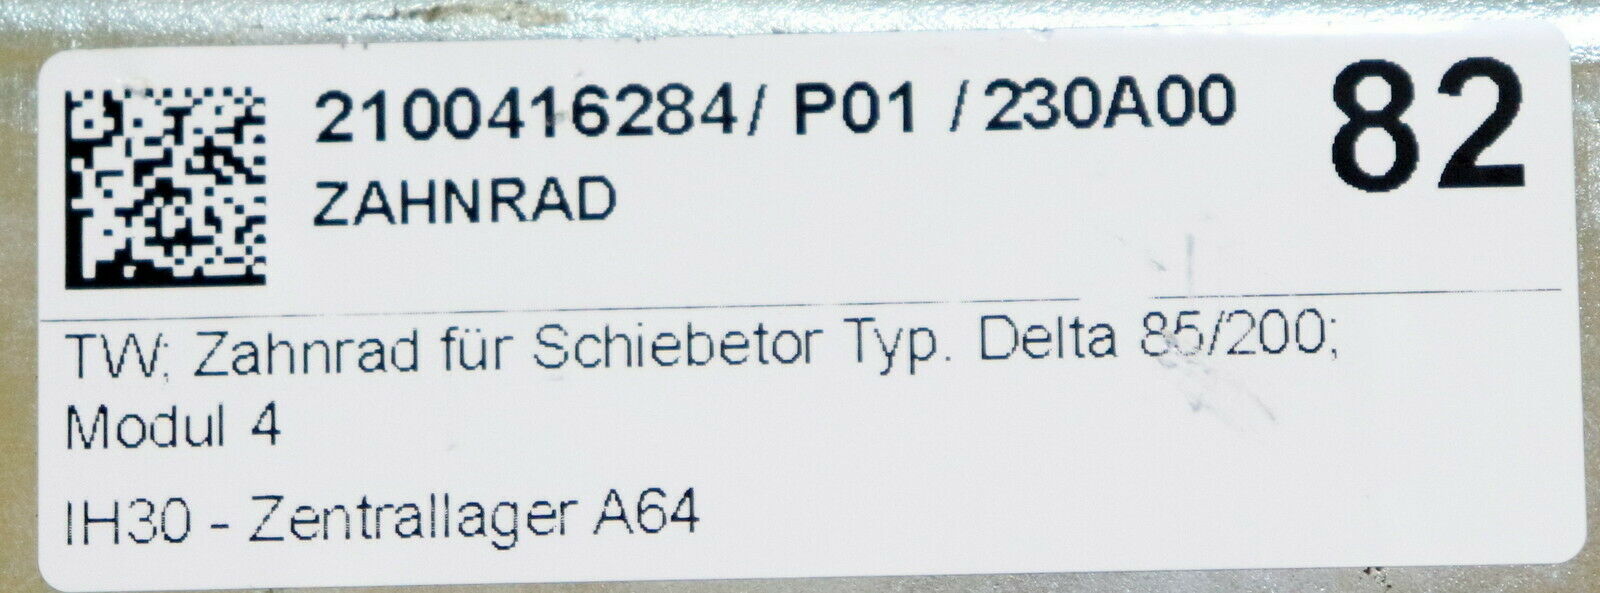 2100416284/ P01 /230A00
82
ZAHNRAD
TW; Zahnrad für Schiebetor Typ. Delta 85/200;
Modul 4
IH30 - Zentrallager A64